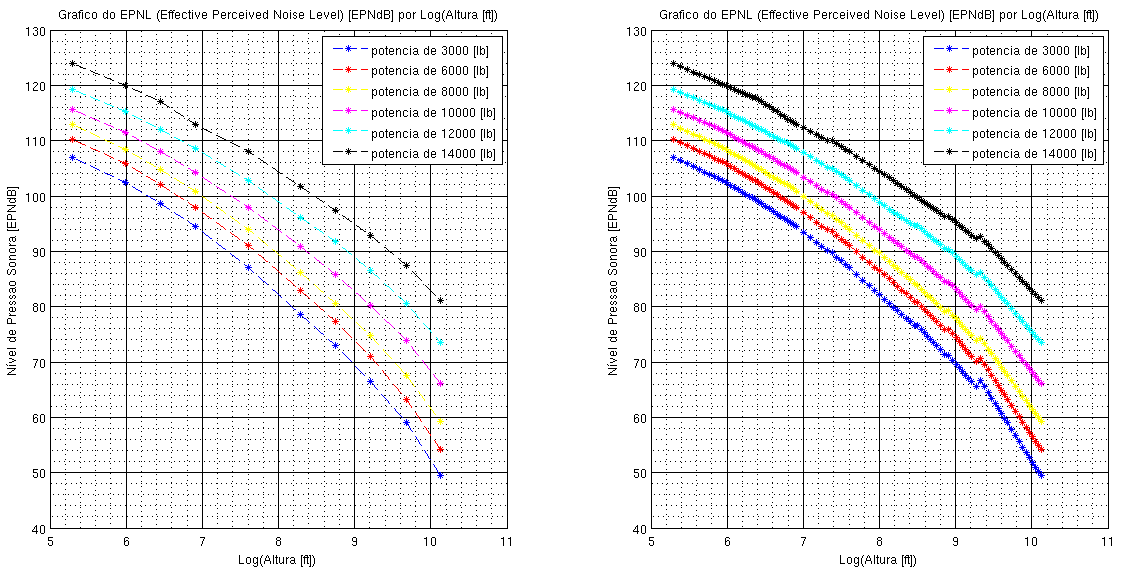 Grafico do EPNL (Effective Perceived Noise Level) [EPNdB] por Log(Altura [ft])
130
120
110
100
90
80
70
60
50
40
5 6 7 8 9 10 11
Nível de Pressao Sonora [EPNdB]
Log(Altura [ft])
potencia de 3000 [lb]
potencia de 6000 [lb]
potencia de 8000 [lb]
potencia de 10000 [lb]
potencia de 12000 [lb]
potencia de 14000 [lb]
Grafico do EPNL (Effective Perceived Noise Level) [EPNdB] por Log(Altura [ft])
130
120
110
100
90
80
70
60
50
40
5 6 7 8 9 10 11
Nível de Pressao Sonora [EPNdB]
Log(Altura [ft])
potencia de 3000 [lb]
potencia de 6000 [lb]
potencia de 8000 [lb]
potencia de 10000 [lb]
potencia de 12000 [lb]
potencia de 14000 [lb]